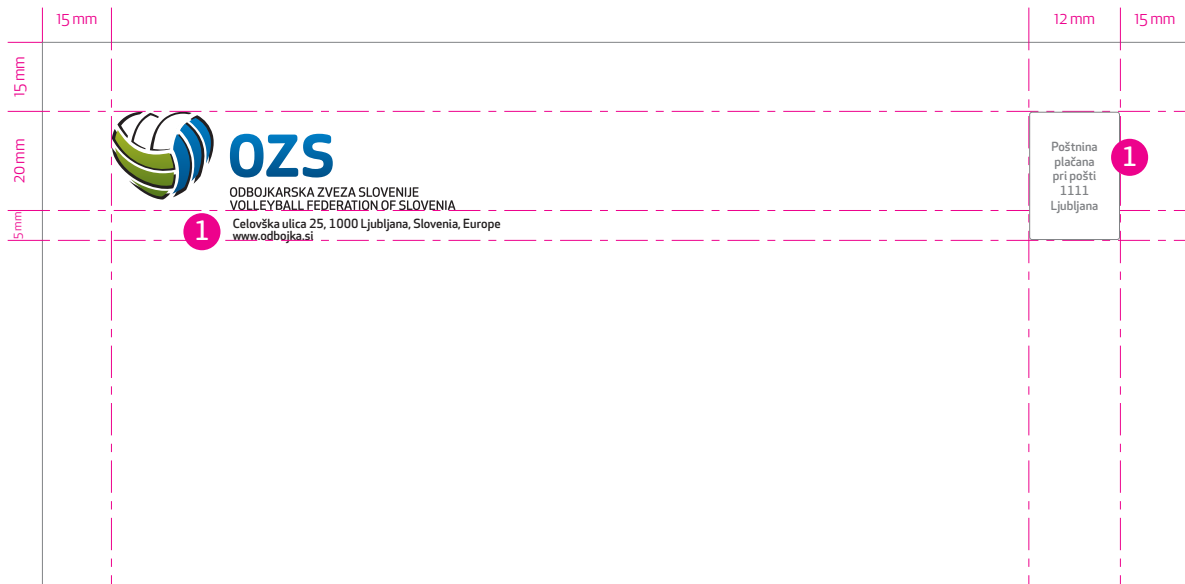 15 mm
12 mm
15 mm
15 mm
20 mm
5 mm
OZS
ODBOJKARSKA ZVEZA SLOVENIJE
VOLLEYBALL FEDERATION OF SLOVENIA
1
Celovška ulica 25, 1000 Ljubljana, Slovenia, Europe
www.odbojka.si
Poštnina
plačana
pri pošti
1111
Ljubljana
1